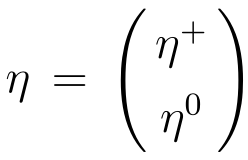 η = ( η⁺
η⁰ )